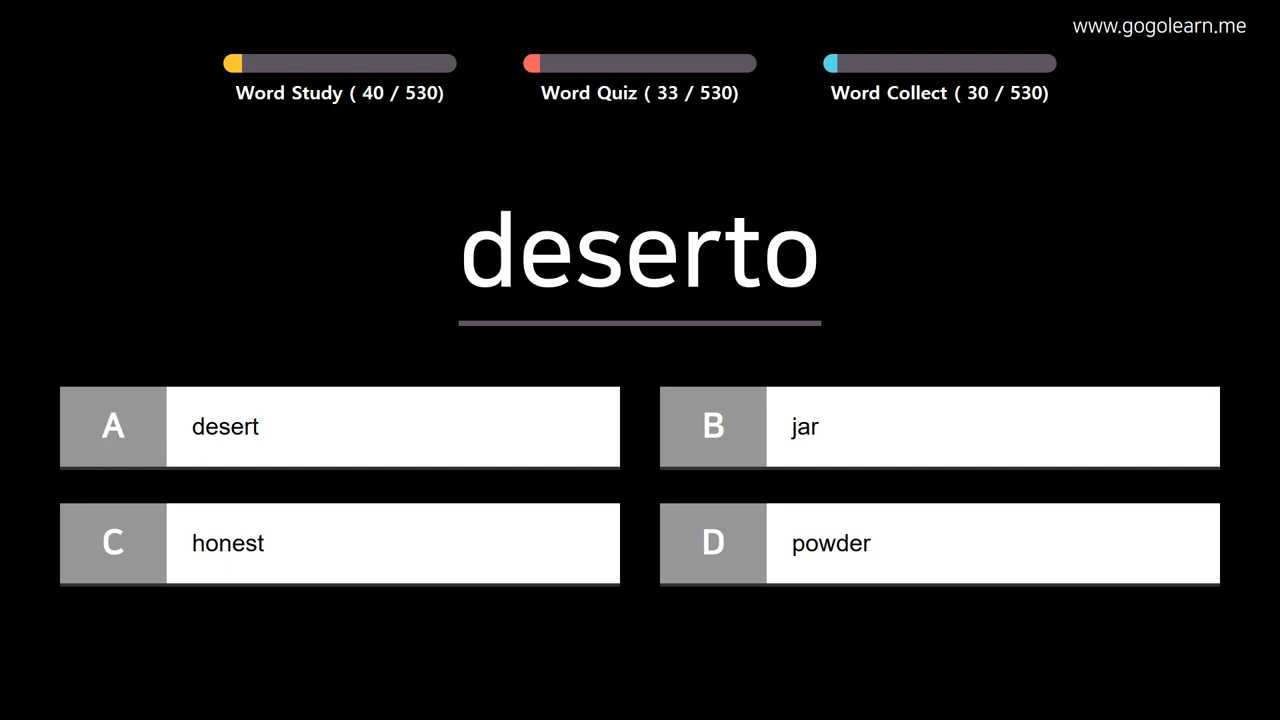 www.gogolearn.me
Word Study ( 40 / 530)
Word Quiz ( 33 / 530)
Word Collect ( 30 / 530)
deserto
A desert
B jar
C honest
D powder